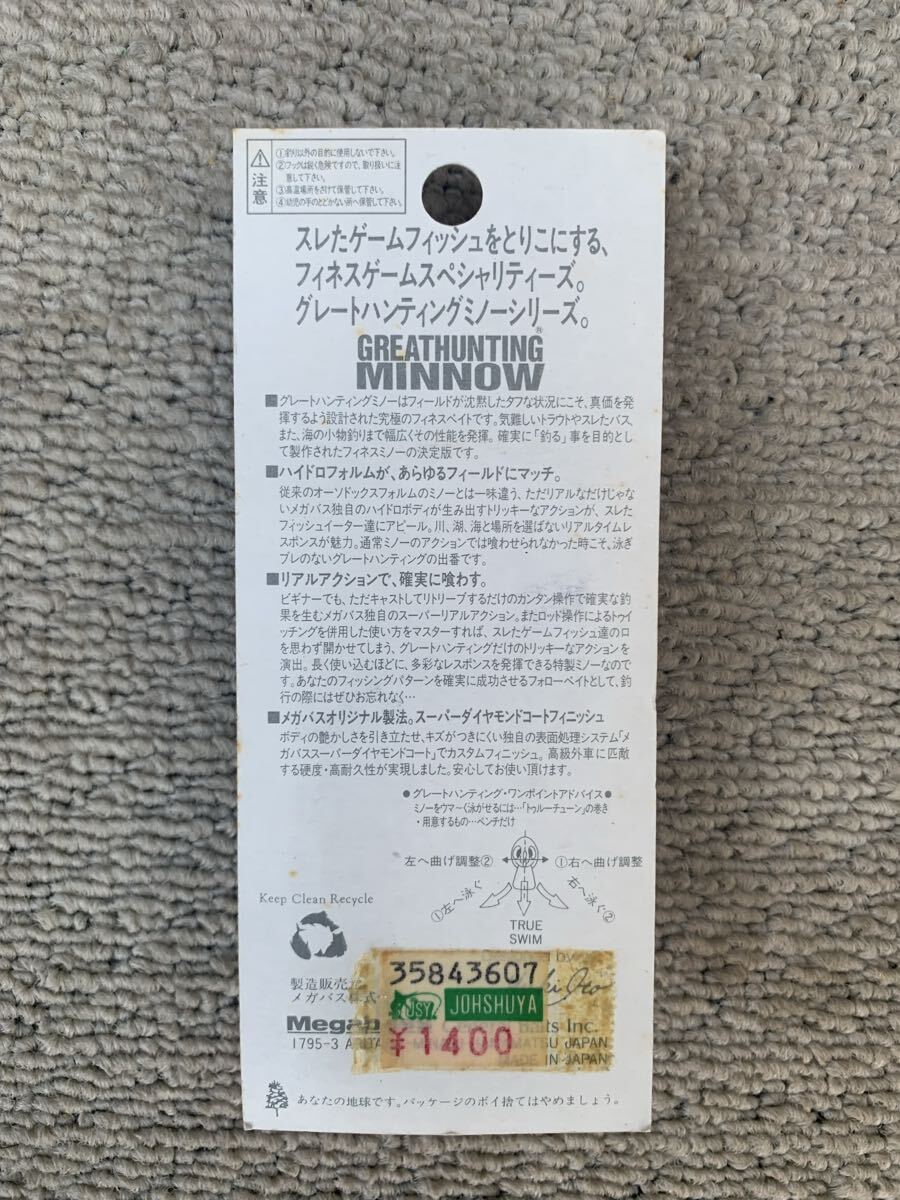 注意
①釣り以外の目的に使用しないで下さい。
②フックは鋭く危険ですので、取り扱いに注
意して下さい。
③高温場所をさけて保管して下さい。
④幼児の手のとどかない所へ保管して下さい。
スレたゲームフィッシュをとりこにする、
フィネスゲームスペシャリティーズ。
グレートハンティングミノーシリーズ。
GREATHUNTING®
MINNOW
■グレートハンティングミノーはフィールドが沈黙したタフな状況にこそ、真価を発
揮するよう設計された究極のフィネスベイトです。気難しいトラウトやスレたバス、
また、海の小物釣りまで幅広くその性能を発揮。確実に「釣る」事を目的とし
て製作されたフィネスミノーの決定版です。
■ハイドロフォルムが、あらゆるフィールドにマッチ。
従来のオーソドックスフォルムのミノーとは一味違う、ただリアルなだけじゃな
いメガバス独自のハイドロボディが生み出すトリッキーなアクションが、スレた
フィッシュイーター達にアピール。川、湖、海と場所を選ばないリアルタイムレ
スポンスが魅力。通常ミノーのアクションでは喰わせられなかった時こそ、泳ぎ
ブレのないグレートハンティングの出番です。
■リアルアクションで、確実に喰わす。
ビギナーでも、ただキャストしてリトリーブするだけのカンタン操作で確実な釣
果を生むメガバス独自のスーパーリアルアクション。またロッド操作によるトゥイ
ッチングを併用した使い方をマスターすれば、スレたゲームフィッシュ達の口
を思わず開かせてしまう、グレートハンティングだけのトリッキーなアクションを
演出。長く使い込むほどに、多彩なレスポンスを発揮できる特製ミノーなので
す。あなたのフィッシングパターンを確実に成功させるフォローベイトとして、釣
行の際にはぜひお忘れなく…
■メガバスオリジナル製法。スーパーダイヤモンドコートフィニッシュ
ボディの艶かしさを引き立たせ、キズがつきにくい独自の表面処理システム「メ
ガバススーパーダイヤモンドコート」でカスタムフィニッシュ。高級外車に匹敵
する硬度・高耐久性が実現しました。安心してお使い頂けます。
●グレートハンティング・ワンポイントアドバイス●
ミノーをウマ〜く泳がせるには…「トゥルーチューン」の巻き
・用意するもの…ペンチだけ
左へ曲げ調整②
①右へ曲げ調整
①左へ泳ぐ
右へ泳ぐ②
TRUE
SWIM
Keep Clean Recycle
by
製造販売
メガバス株式
35843607
JSY JOHSHUYA
¥1400
Megab
Baits Inc.
1795-3
MATSU JAPAN
MADE IN JAPAN
あなたの地球です。パッケージのポイ捨てはやめましょう。